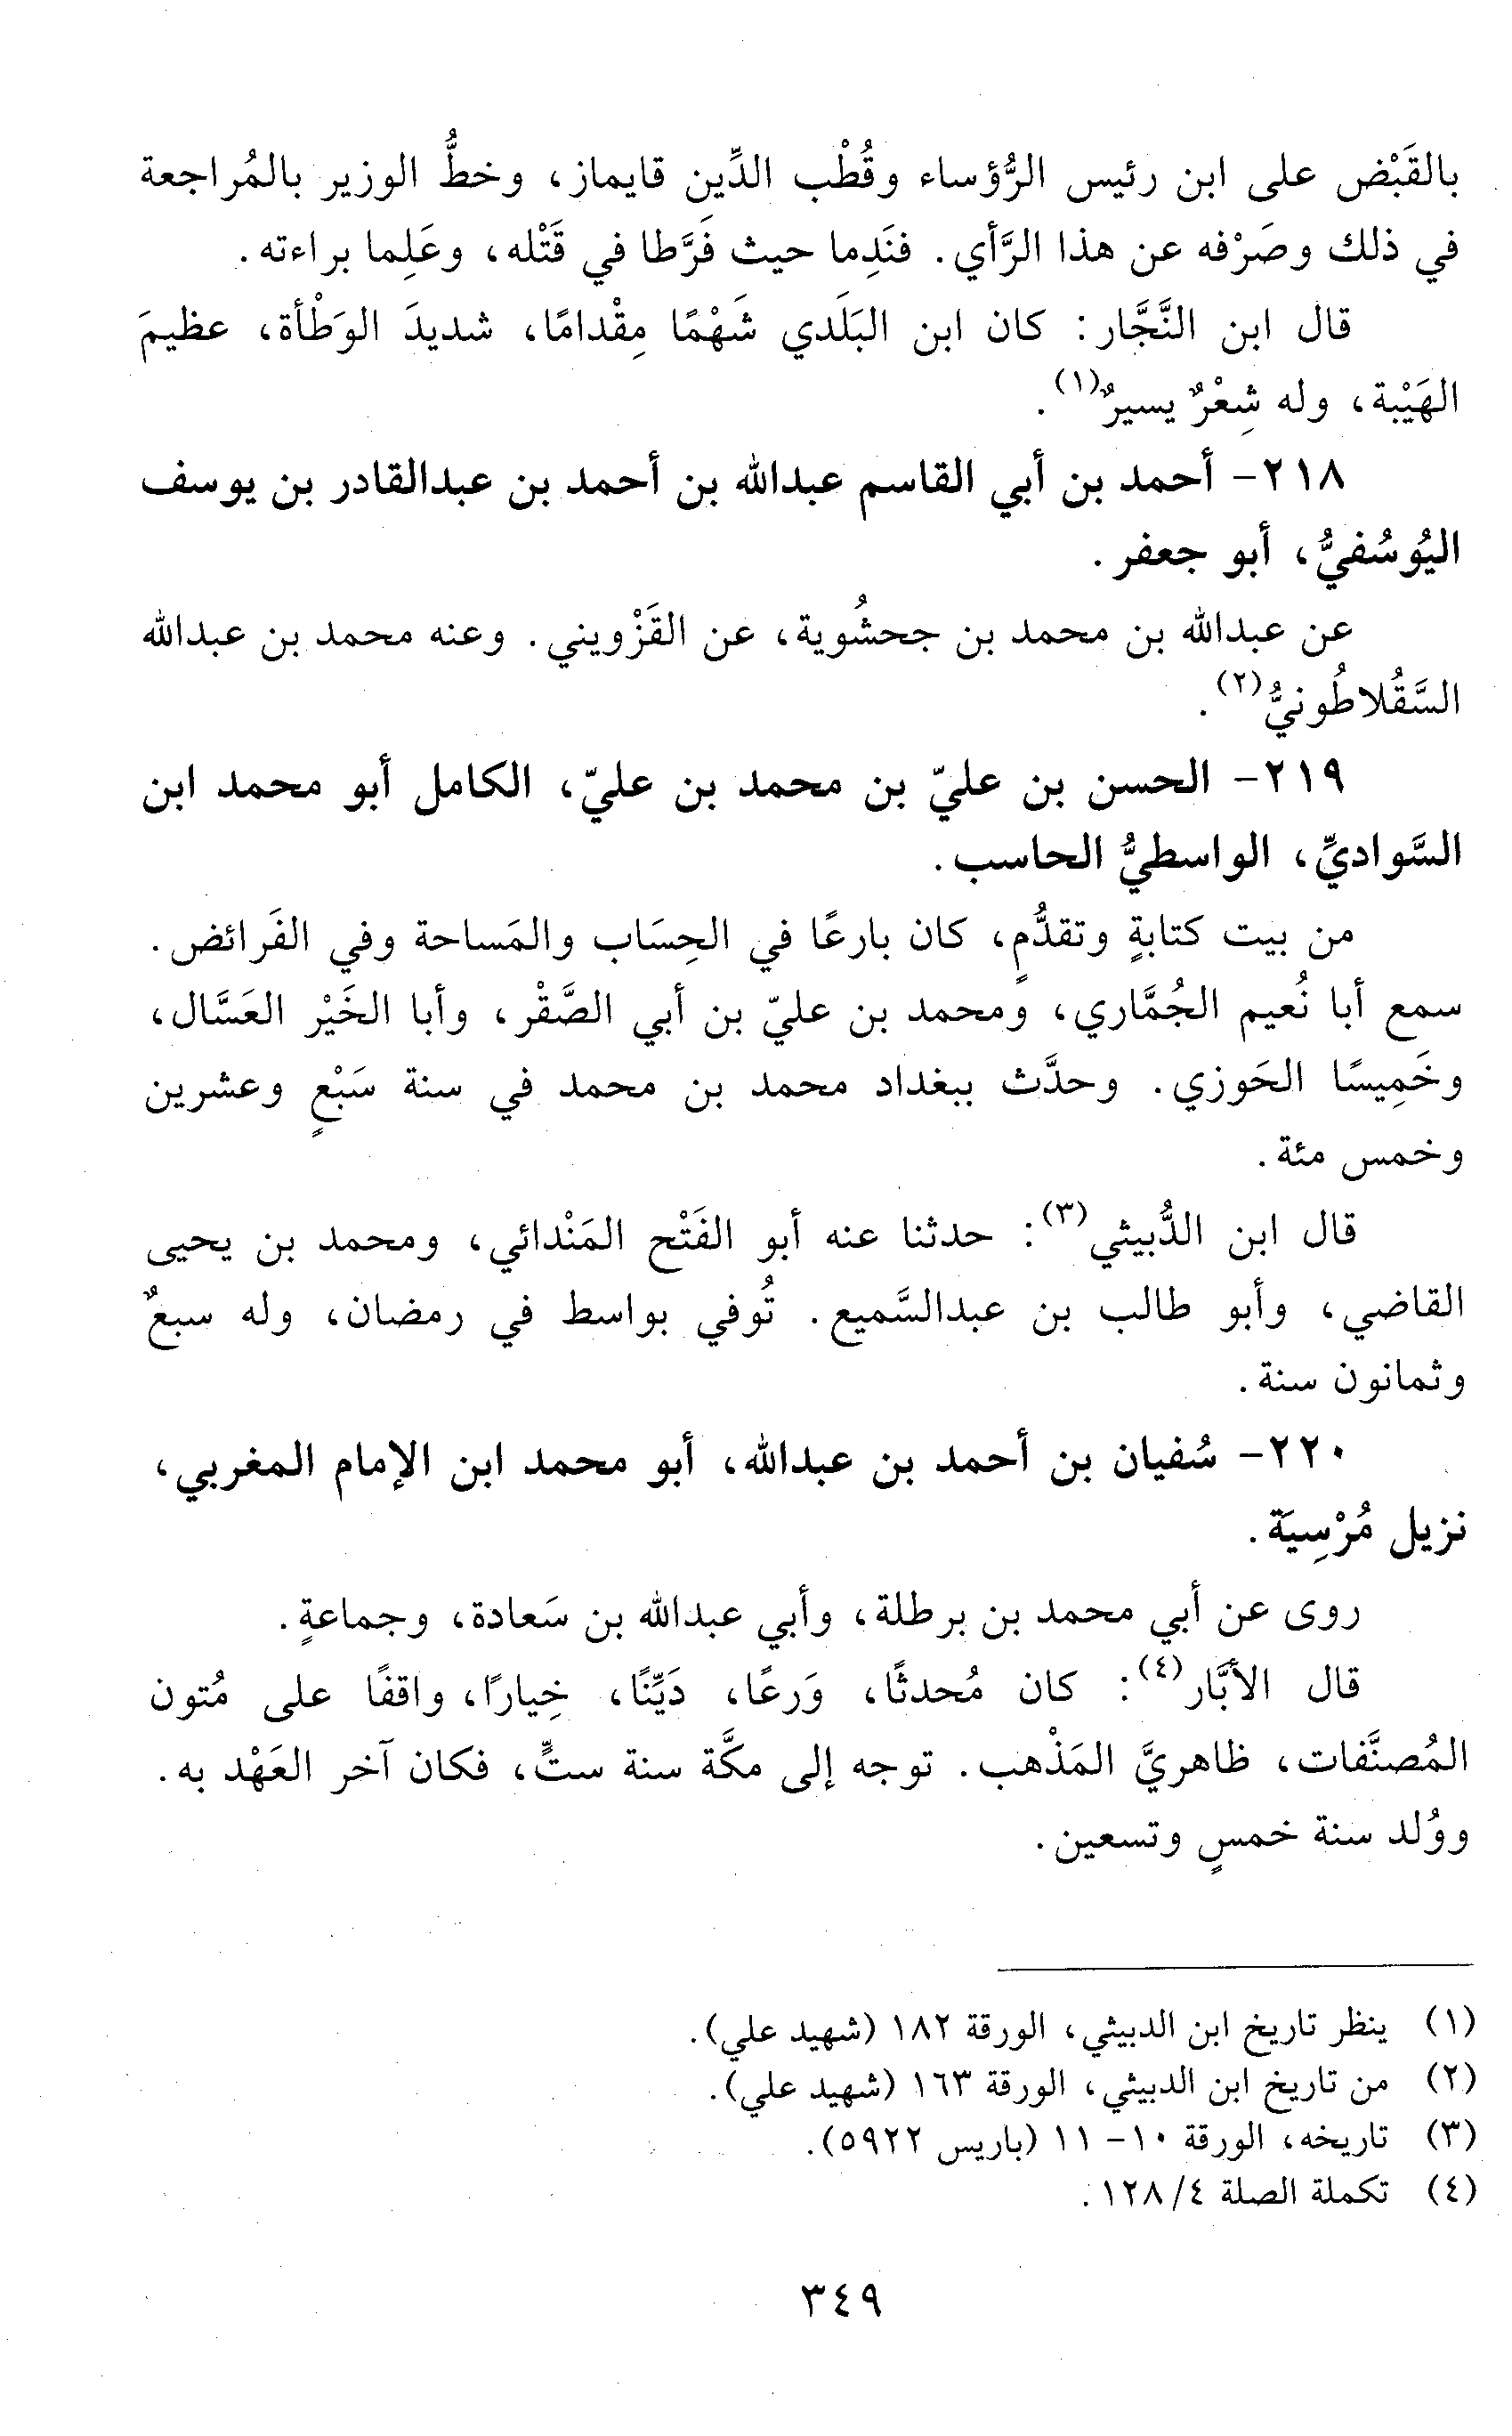 بالقَبْض على ابن رئيس الرُّؤساء وقُطْب الدِّين قايماز، وخطُّ الوزير بالمُراجعة
في ذلك وصَرْفه عن هذا الرَّأي. فنَدِما حيث فَرَّطا في قَتْله، وعَلِما براءته.
قال ابن النَّجَّار: كان ابن البَلَدي شَهْمًا مِقْدامًا، شديدَ الوَطْأة، عظيمَ
الهَيْبة، وله شِعْرٌ يسيرٌ(١).
٢١٨- أحمد بن أبي القاسم عبدالله بن أحمد بن عبدالقادر بن يوسف
اليُوسُفيُّ، أبو جعفر.
عن عبدالله بن محمد بن جحشُوية، عن القَزْويني. وعنه محمد بن عبدالله
السَّقُلاطُونيُّ(٢).
٢١٩- الحسن بن عليّ بن محمد بن عليّ، الكامل أبو محمد ابن
السَّواديِّ، الواسطيُّ الحاسب.
من بيت كتابةٍ وتقدُّمٍ، كان بارعًا في الحِسَاب والمَساحة وفي الفَرائض.
سمع أبا نُعيم الجُمَّاري، ومحمد بن عليّ بن أبي الصَّقْر، وأبا الخَيْر العَسَّال،
وخَمِيسًا الحَوزي. وحدَّث ببغداد محمد بن محمد في سنة سَبْعٍ وعشرين
وخمس مئة.
قال ابن الدُّبيثي(٣): حدثنا عنه أبو الفَتْح المَنْدائي، ومحمد بن يحيى
القاضي، وأبو طالب بن عبدالسَّميع. تُوفي بواسط في رمضان، وله سبعٌ
وثمانون سنة.
٢٢٠- سُفيان بن أحمد بن عبدالله، أبو محمد ابن الإمام المغربي،
نزيل مُرْسِيَة.
روى عن أبي محمد بن برطلة، وأبي عبدالله بن سَعادة، وجماعةٍ.
قال الأبَّار(٤): كان مُحدثًا، وَرعًا، دَيِّنًا، خِيارًا، واقفًا على مُتون
المُصنَّفات، ظاهريَّ المَذْهب. توجه إلى مكَّة سنة ستٍّ، فكان آخر العَهْد به.
ووُلد سنة خمسٍ وتسعين.
(١) ينظر تاريخ ابن الدبيثي، الورقة ١٨٢ (شهيد علي).
(٢) من تاريخ ابن الدبيثي، الورقة ١٦٣ (شهيد علي).
(٣) تاريخه، الورقة ١٠- ١١ (باريس ٥٩٢٢).
(٤) تكملة الصلة ٤/ ١٢٨.
٣٤٩